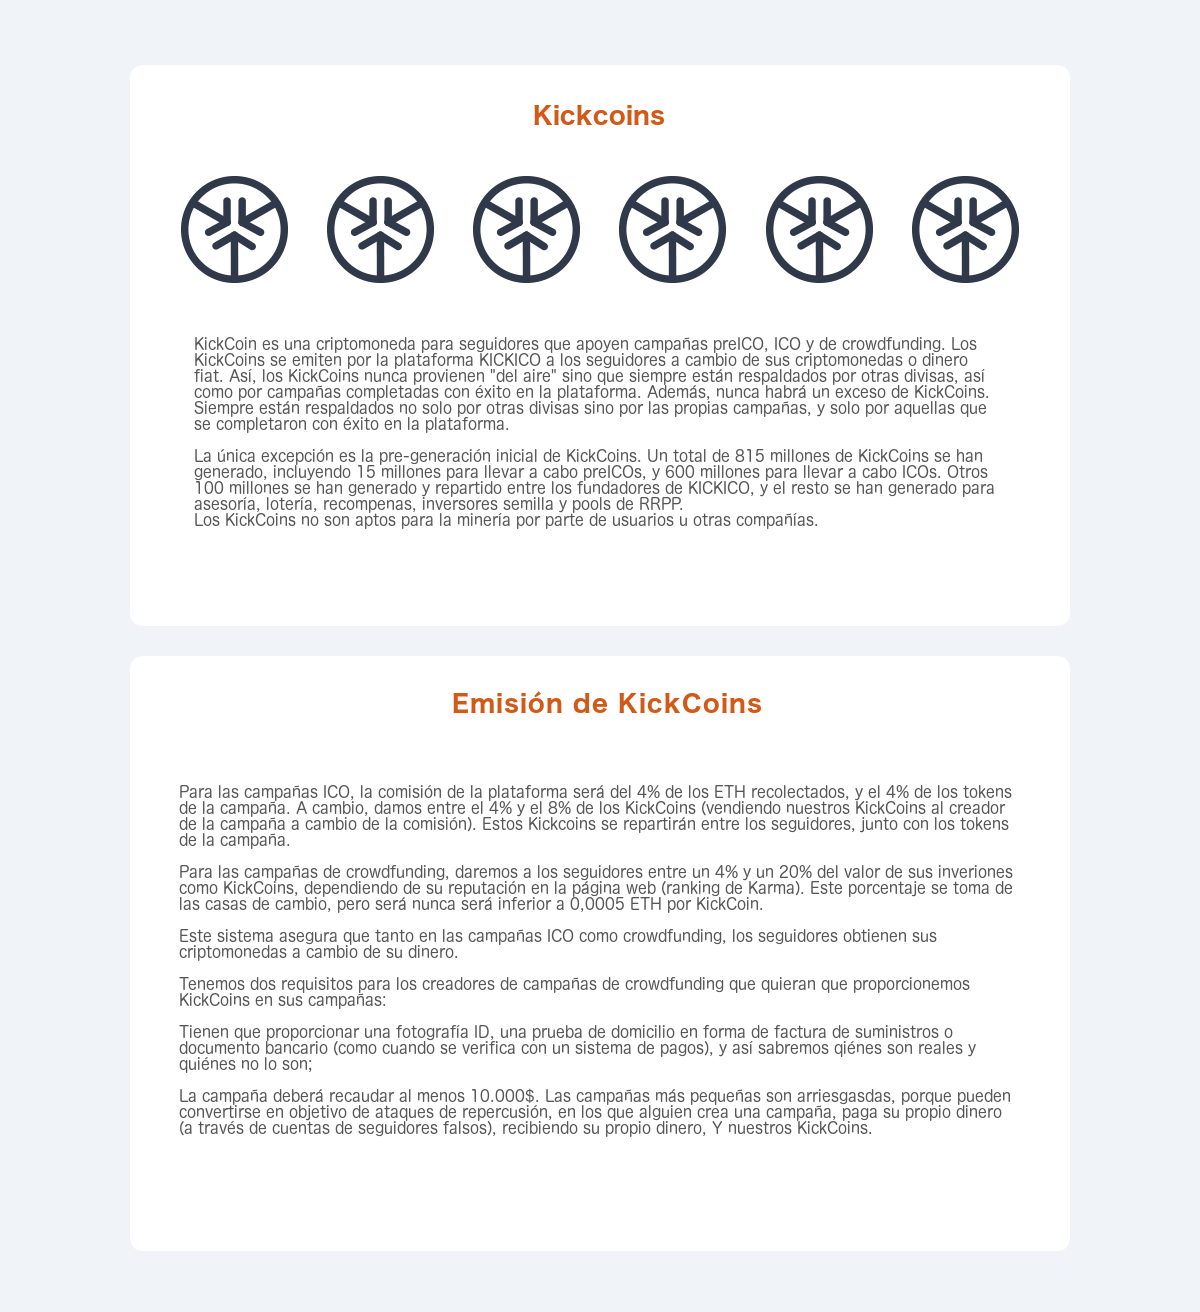 Kickcoins
KickCoin es una criptomoneda para seguidores que apoyen campañas preICO, ICO y de crowdfunding. Los
KickCoins se emiten por la plataforma KICKICO a los seguidores a cambio de sus criptomonedas o dinero
fiat. Así, los KickCoins nunca provienen "del aire" sino que siempre están respaldados por otras divisas, así
como por campañas completadas con éxito en la plataforma. Además, nunca habrá un exceso de KickCoins.
Siempre están respaldados no solo por otras divisas sino por las propias campañas, y solo por aquellas que
se completaron con éxito en la plataforma.
La única excepción es la pre-generación inicial de KickCoins. Un total de 815 millones de KickCoins se han
generado, incluyendo 15 millones para llevar a cabo preICOs, y 600 millones para llevar a cabo ICOs. Otros
100 millones se han generado y repartido entre los fundadores de KICKICO, y el resto se han generado para
asesoría, lotería, recompenas, inversores semilla y pools de RRPP.
Los KickCoins no son aptos para la minería por parte de usuarios u otras compañías.
Emisión de KickCoins
Para las campañas ICO, la comisión de la plataforma será del 4% de los ETH recolectados, y el 4% de los tokens
de la campaña. A cambio, damos entre el 4% y el 8% de los KickCoins (vendiendo nuestros KickCoins al creador
de la campaña a cambio de la comisión). Estos Kickcoins se repartirán entre los seguidores, junto con los tokens
de la campaña.
Para las campañas de crowdfunding, daremos a los seguidores entre un 4% y un 20% del valor de sus inveriones
como KickCoins, dependiendo de su reputación en la página web (ranking de Karma). Este porcentaje se toma de
las casas de cambio, pero será nunca será inferior a 0,0005 ETH por KickCoin.
Este sistema asegura que tanto en las campañas ICO como crowdfunding, los seguidores obtienen sus
criptomonedas a cambio de su dinero.
Tenemos dos requisitos para los creadores de campañas de crowdfunding que quieran que proporcionemos
KickCoins en sus campañas:
Tienen que proporcionar una fotografía ID, una prueba de domicilio en forma de factura de suministros o
documento bancario (como cuando se verifica con un sistema de pagos), y así sabremos qiénes son reales y
quiénes no lo son;
La campaña deberá recaudar al menos 10.000$. Las campañas más pequeñas son arriesgasdas, porque pueden
convertirse en objetivo de ataques de repercusión, en los que alguien crea una campaña, paga su propio dinero
(a través de cuentas de seguidores falsos), recibiendo su propio dinero, Y nuestros KickCoins.